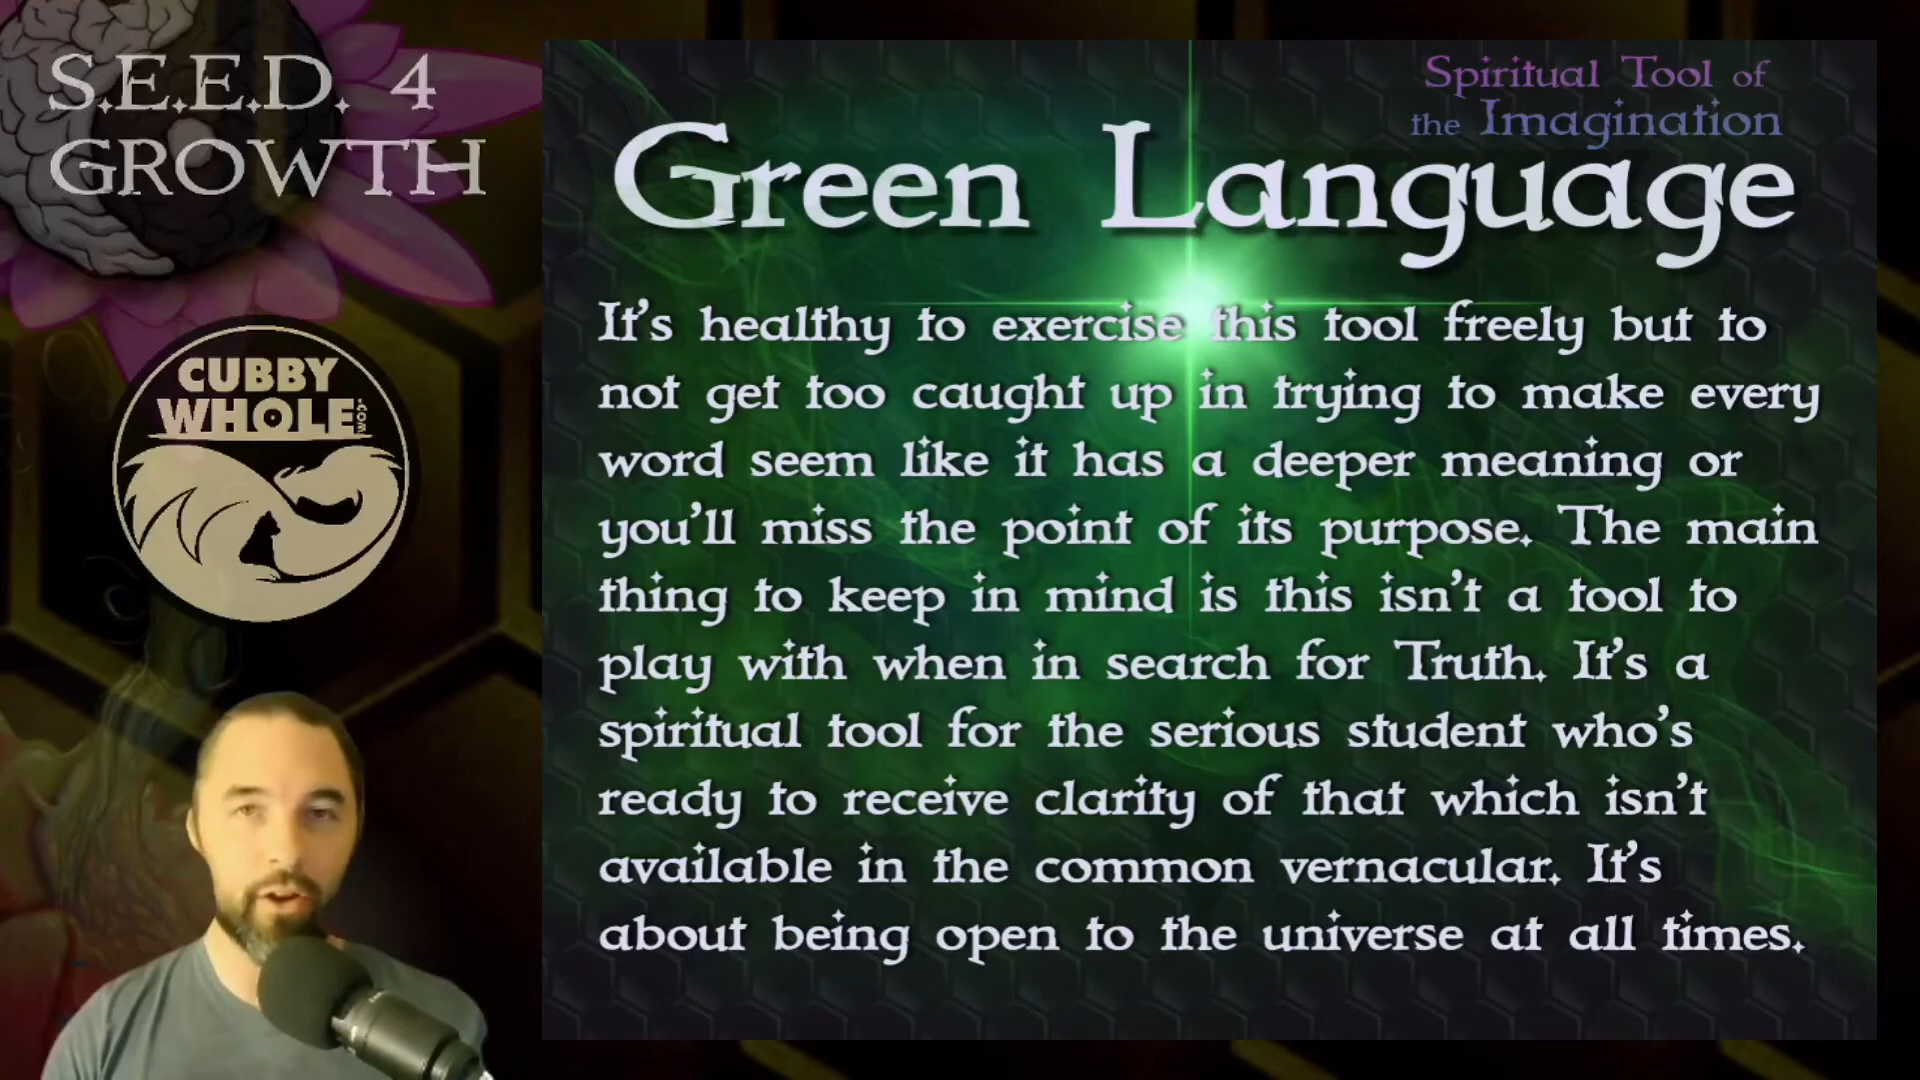 S.E.E.D. 4
GROWTH
CUBBY
WHOLE.COM
Spiritual Tool of
the Imagination
Green Language
It's healthy to exercise this tool freely but to
not get too caught up in trying to make every
word seem like it has a deeper meaning or
you'll miss the point of its purpose. The main
thing to keep in mind is this isn't a tool to
play with when in search for Truth. It's a
spiritual tool for the serious student who's
ready to receive clarity of that which isn't
available in the common vernacular. It's
about being open to the universe at all times.